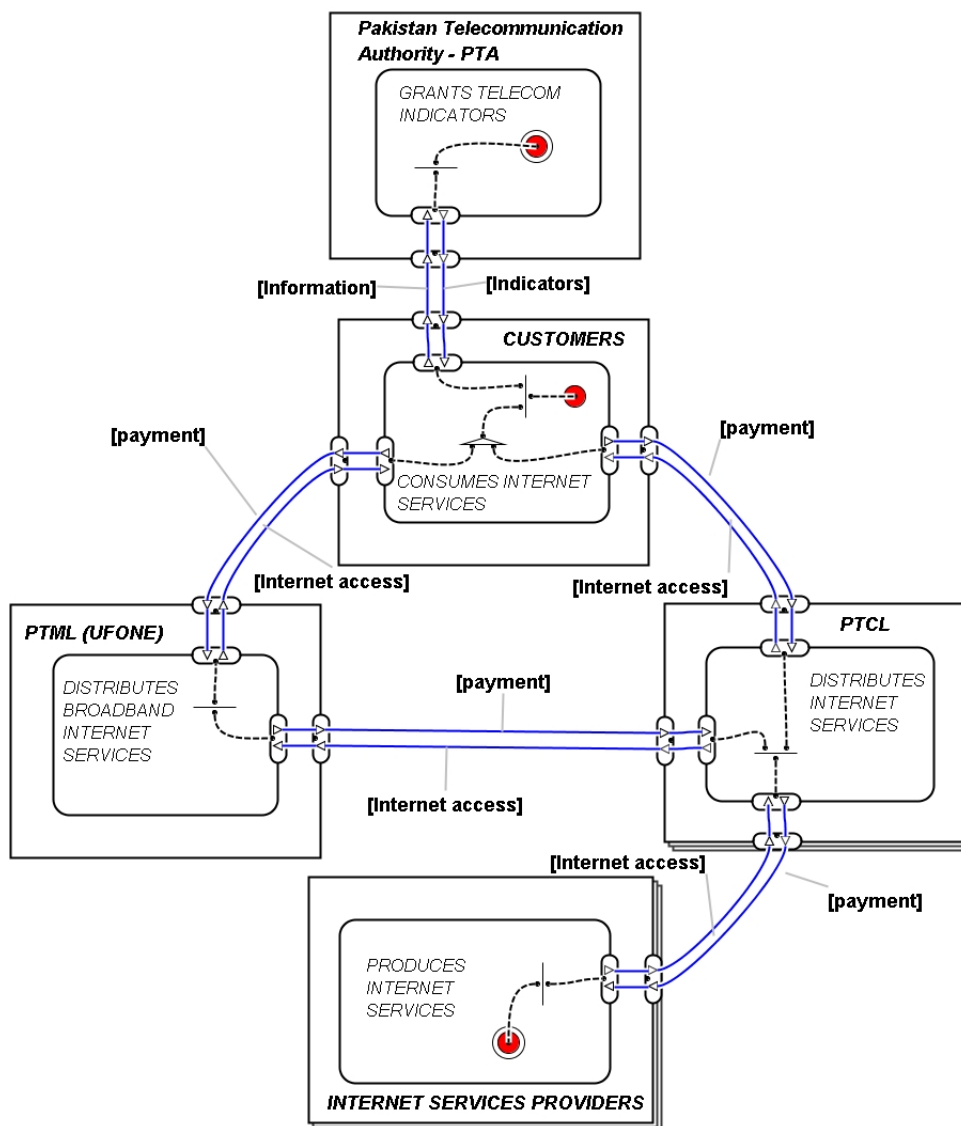 Pakistan Telecommunication
Authority - PTA
GRANTS TELECOM
INDICATORS
[Information]
[Indicators]
CUSTOMERS
[payment]
[payment]
CONSUMES INTERNET
SERVICES
[Internet access]
[Internet access]
PTML (UFONE)
PTCL
DISTRIBUTES
BROADBAND
INTERNET
SERVICES
[payment]
DISTRIBUTES
INTERNET
SERVICES
[Internet access]
[Internet access]
[payment]
PRODUCES
INTERNET
SERVICES
INTERNET SERVICES PROVIDERS